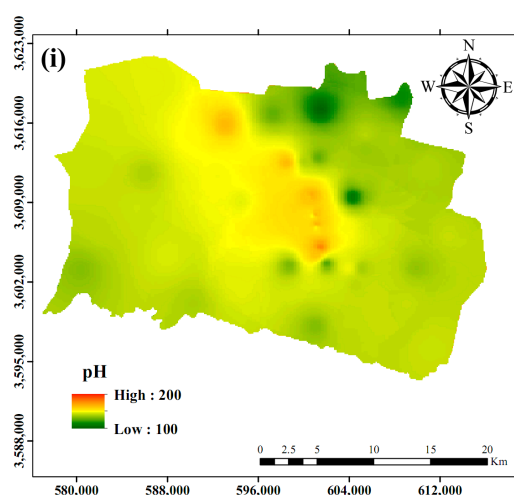 (i)
N
W E
S
3,623,000
3,616,000
3,609,000
3,602,000
3,595,000
3,588,000
pH
High : 200
Low : 100
0 2.5 5 10 15 20
Km
580,000 588,000 596,000 604,000 612,000